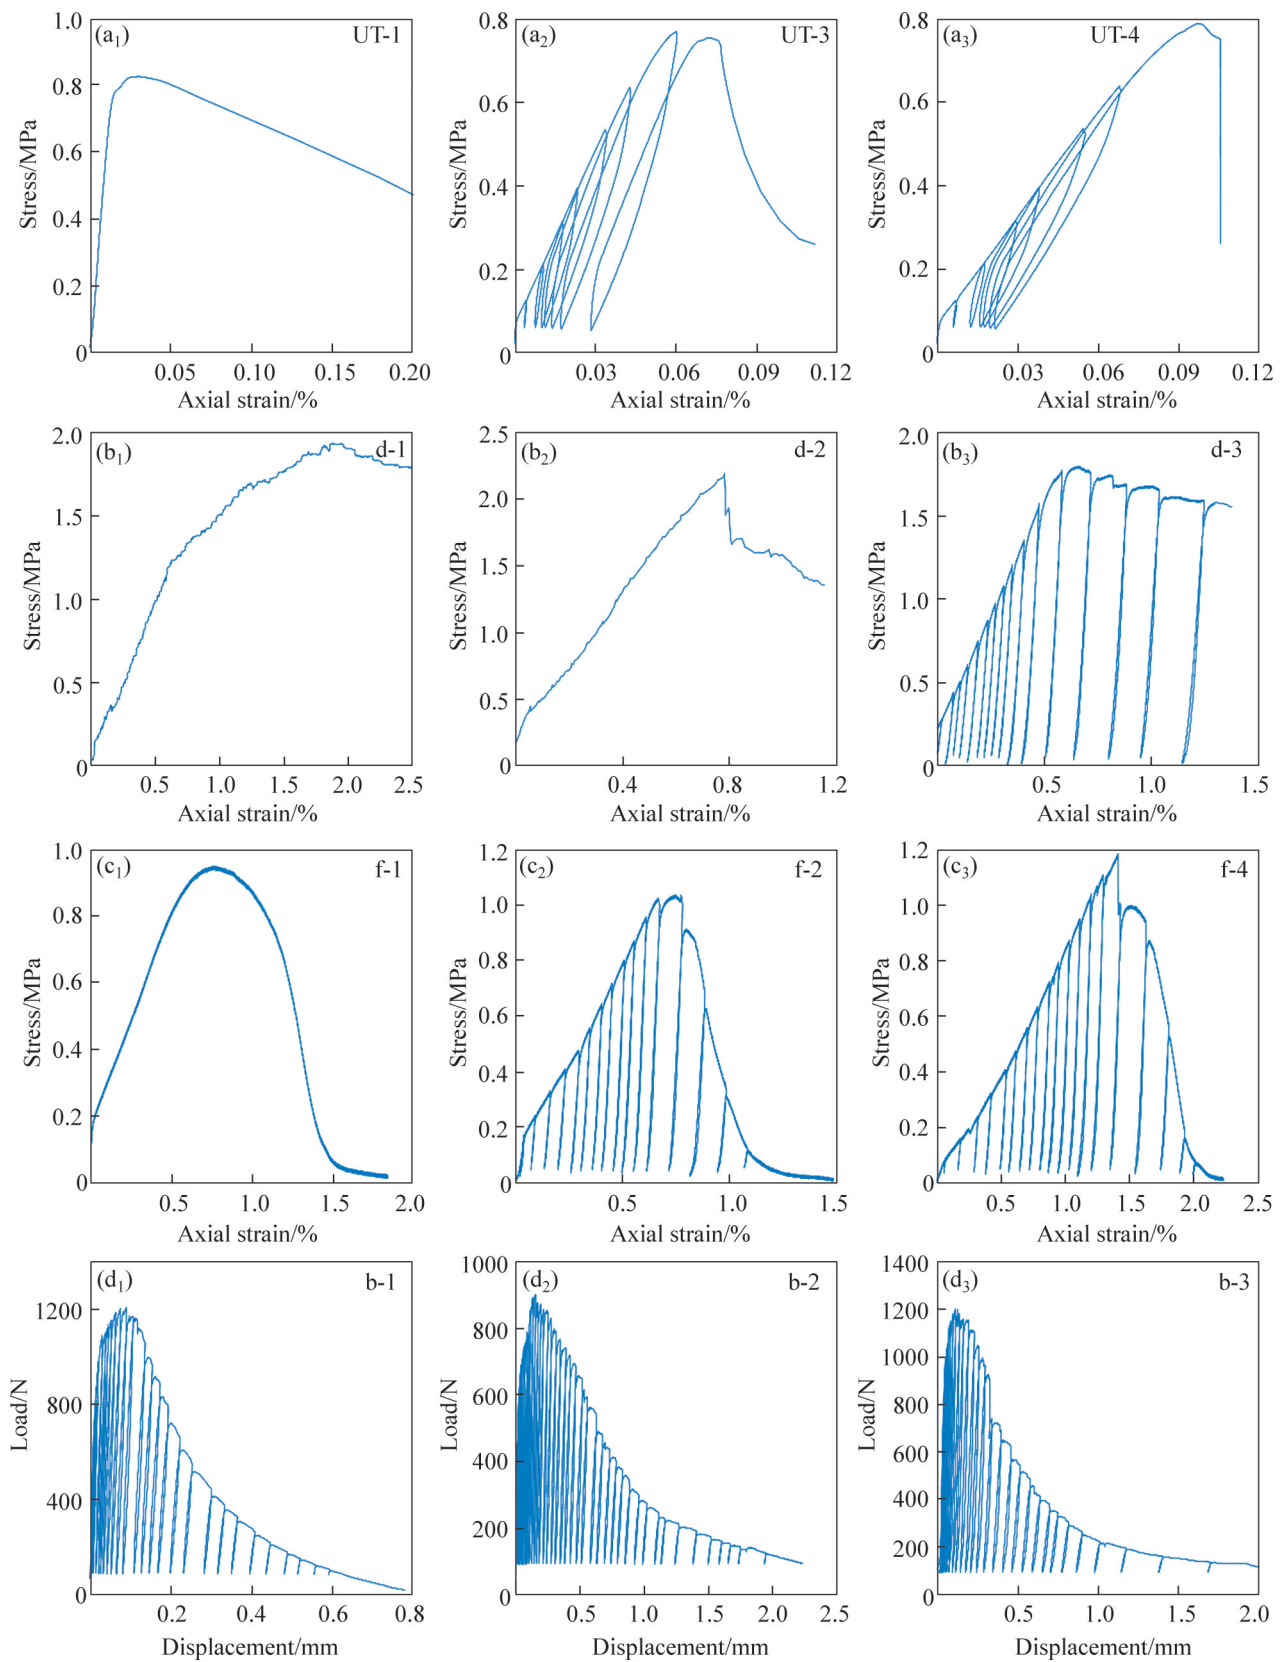 (a₁) UT-1
1.0
0.8
0.6
0.4
0.2
0
Stress/MPa
0.05 0.10 0.15 0.20
Axial strain/%
(a₂) UT-3
0.8
0.6
0.4
0.2
0
Stress/MPa
0.03 0.06 0.09 0.12
Axial strain/%
(a₃) UT-4
0.8
0.6
0.4
0.2
0
Stress/MPa
0.03 0.06 0.09 0.12
Axial strain/%
(b₁) d-1
2.0
1.5
1.0
0.5
0
Stress/MPa
0.5 1.0 1.5 2.0 2.5
Axial strain/%
(b₂) d-2
2.5
2.0
1.5
1.0
0.5
0
Stress/MPa
0.4 0.8 1.2
Axial strain/%
(b₃) d-3
2.0
1.5
1.0
0.5
0
Stress/MPa
0.5 1.0 1.5
Axial strain/%
(c₁) f-1
1.0
0.8
0.6
0.4
0.2
0
Stress/MPa
0.5 1.0 1.5 2.0
Axial strain/%
(c₂) f-2
1.2
1.0
0.8
0.6
0.4
0.2
0
Stress/MPa
0.5 1.0 1.5
Axial strain/%
(c₃) f-4
1.2
1.0
0.8
0.6
0.4
0.2
0
Stress/MPa
0.5 1.0 1.5 2.0 2.5
Axial strain/%
(d₁) b-1
1200
800
400
0
Load/N
0.2 0.4 0.6 0.8
Displacement/mm
(d₂) b-2
1000
800
600
400
200
0
Load/N
0.5 1.0 1.5 2.0 2.5
Displacement/mm
(d₃) b-3
1400
1200
1000
800
600
400
200
0
Load/N
0.5 1.0 1.5 2.0
Displacement/mm